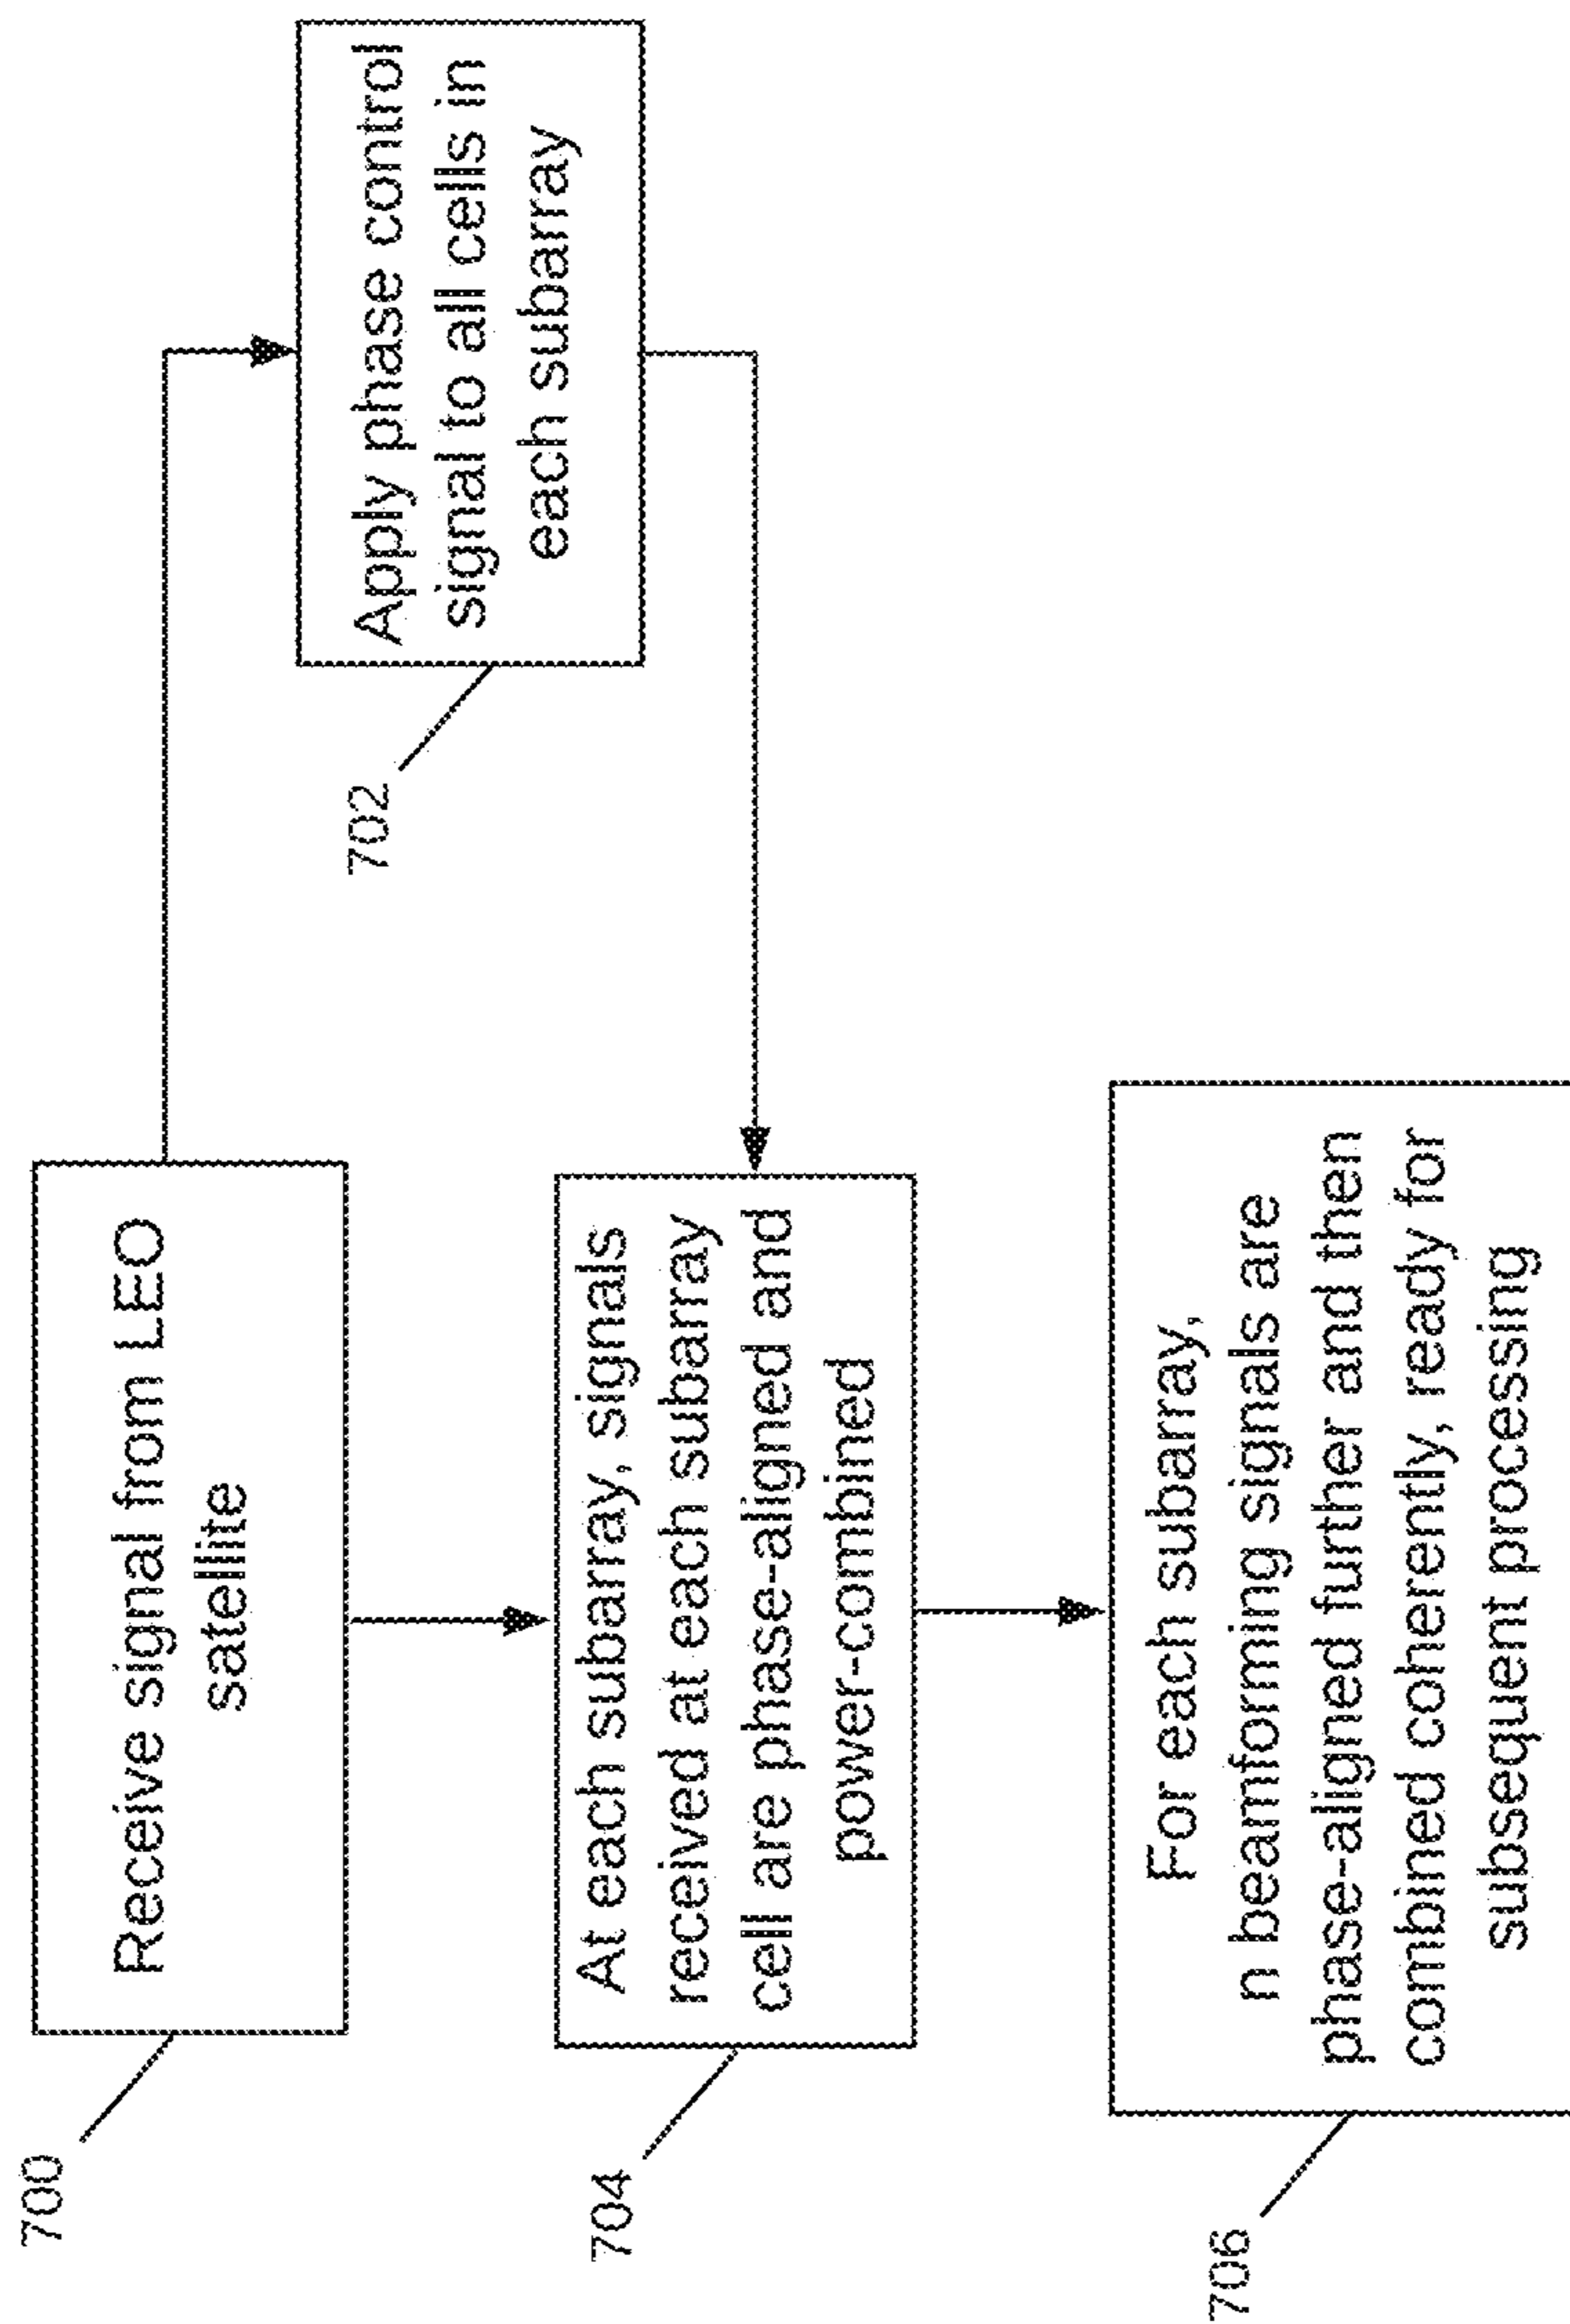 700
Receive signal from LEO
satellite
702
Apply phase control
signal to all cells in
each subarray
704
At each subarray, signals
received at each subarray
cell are phase-aligned and
power-combined
706
For each subarray,
n beamforming signals are
phase-aligned further and then
combined coherently, ready for
subsequent processing